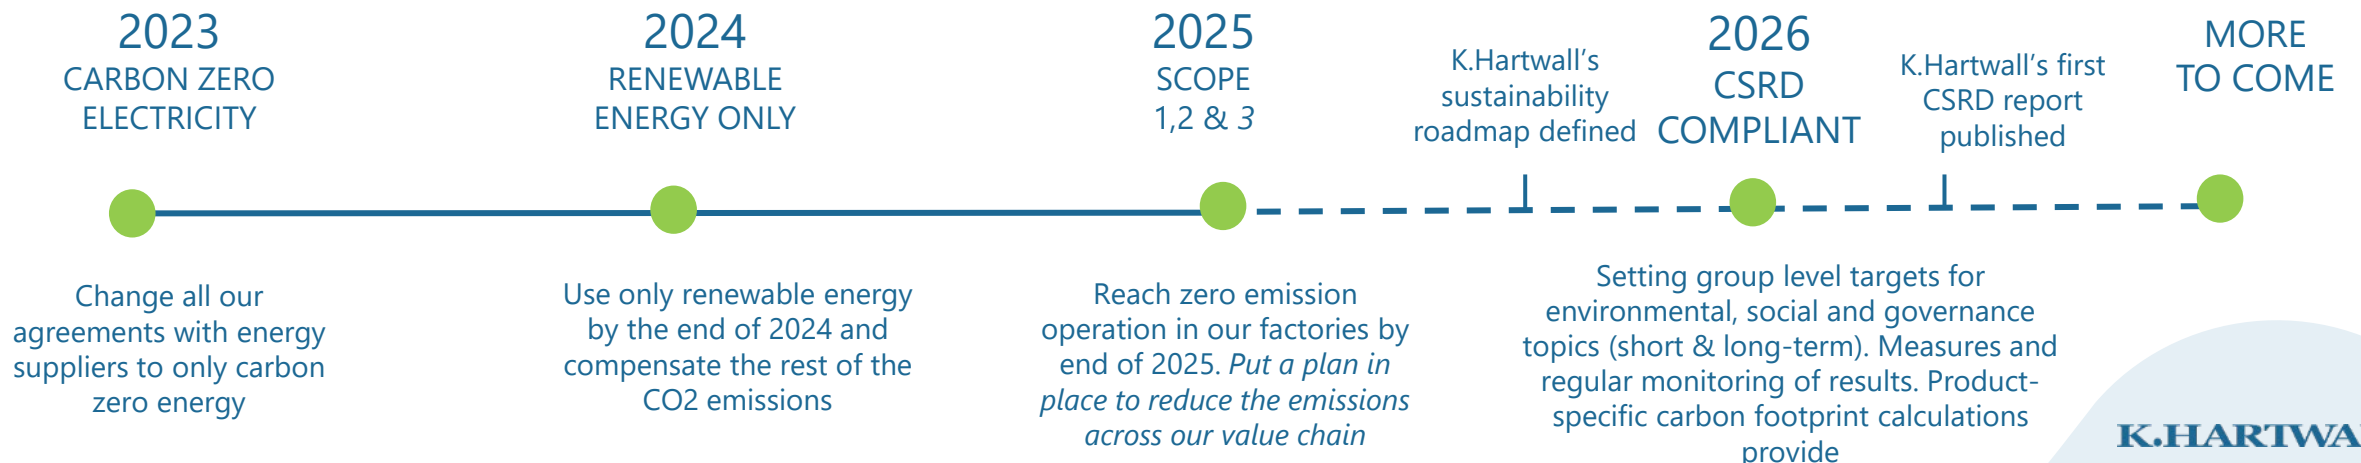 2023
CARBON ZERO
ELECTRICITY
Change all our
agreements with energy
suppliers to only carbon
zero energy
2024
RENEWABLE
ENERGY ONLY
Use only renewable energy
by the end of 2024 and
compensate the rest of the
CO2 emissions
2025
SCOPE
1,2 & 3
Reach zero emission
operation in our factories by
end of 2025. Put a plan in
place to reduce the emissions
across our value chain
K.Hartwall’s
sustainability
roadmap defined
2026
CSRD
COMPLIANT
Setting group level targets for
environmental, social and governance
topics (short & long-term). Measures and
regular monitoring of results. Product-
specific carbon footprint calculations
provide
K.Hartwall’s first
CSRD report
published
MORE
TO COME
K.HARTWA